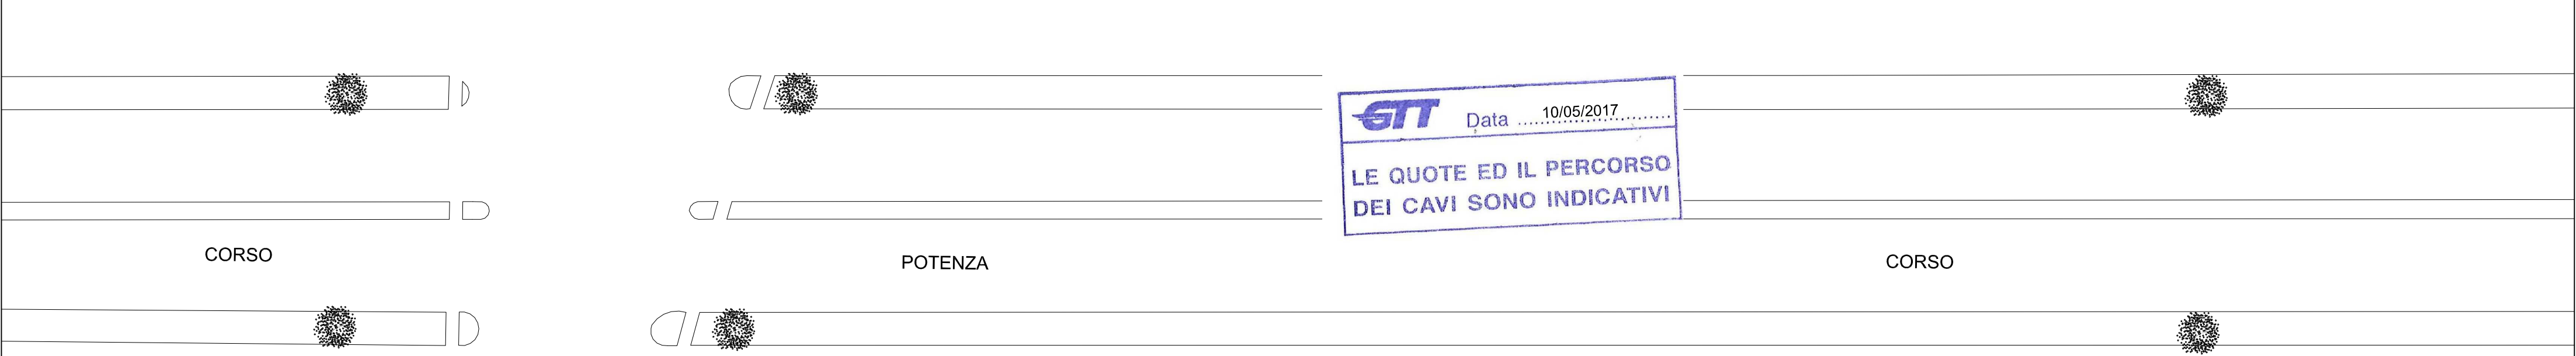 GTT Data 10/05/2017
LE QUOTE ED IL PERCORSO
DEI CAVI SONO INDICATIVI
CORSO
POTENZA
CORSO